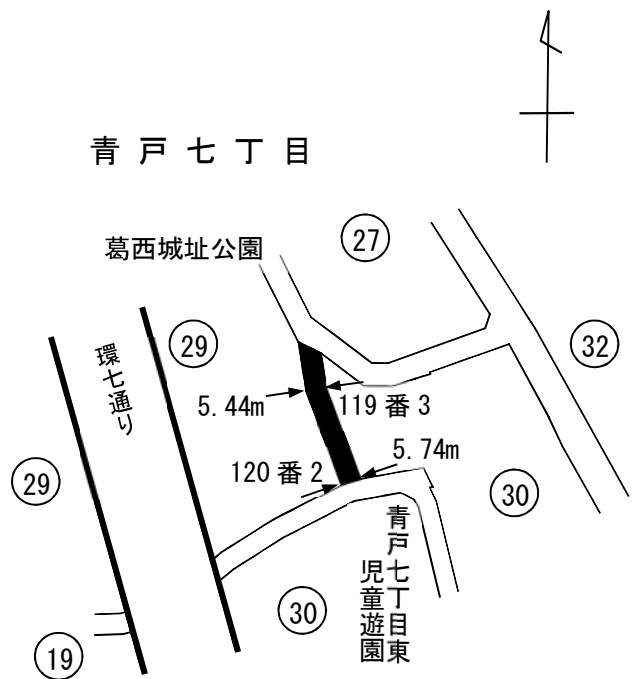 青戸七丁目
27
葛西城址公園
29
32
環七通り
5.44m
119番3
5.74m
120番2
29
30
青戸七丁目東
児童遊園
30
19